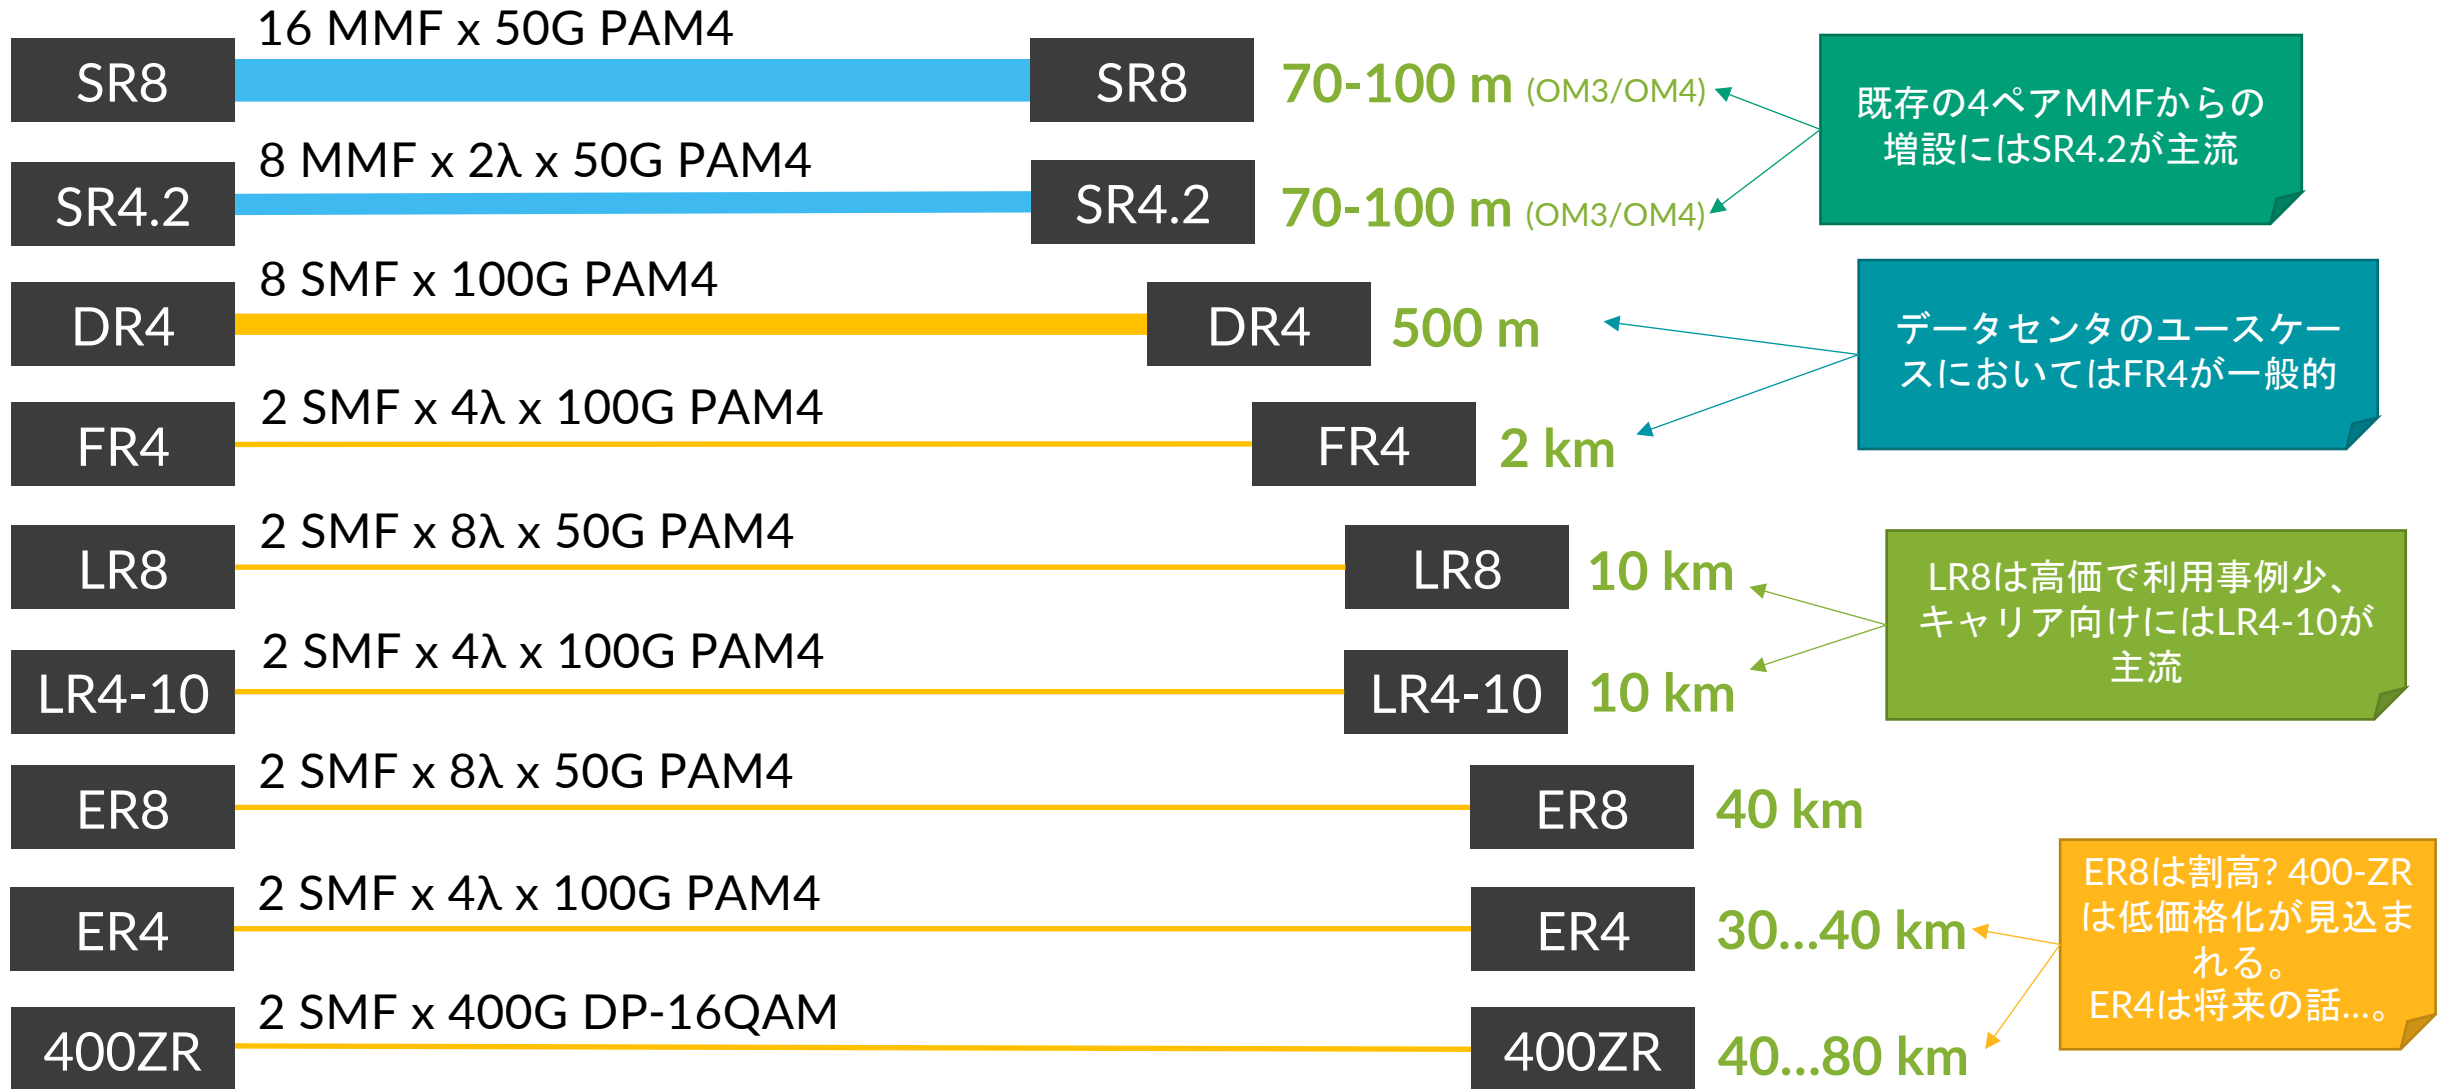 16 MMF x 50G PAM4
SR8
SR8
70-100 m (OM3/OM4)
8 MMF x 2λ x 50G PAM4
SR4.2
SR4.2
70-100 m (OM3/OM4)
既存の4ペアMMFからの
増設にはSR4.2が主流
8 SMF x 100G PAM4
DR4
DR4
500 m
2 SMF x 4λ x 100G PAM4
FR4
FR4
2 km
データセンタのユースケー
スにおいてはFR4が一般的
2 SMF x 8λ x 50G PAM4
LR8
LR8
10 km
2 SMF x 4λ x 100G PAM4
LR4-10
LR4-10
10 km
LR8は高価で利用事例少、
キャリア向けにはLR4-10が
主流
2 SMF x 8λ x 50G PAM4
ER8
ER8
40 km
2 SMF x 4λ x 100G PAM4
ER4
ER4
30...40 km
2 SMF x 400G DP-16QAM
400ZR
400ZR
40...80 km
ER8は割高? 400-ZR
は低価格化が見込ま
れる。
ER4は将来の話...。